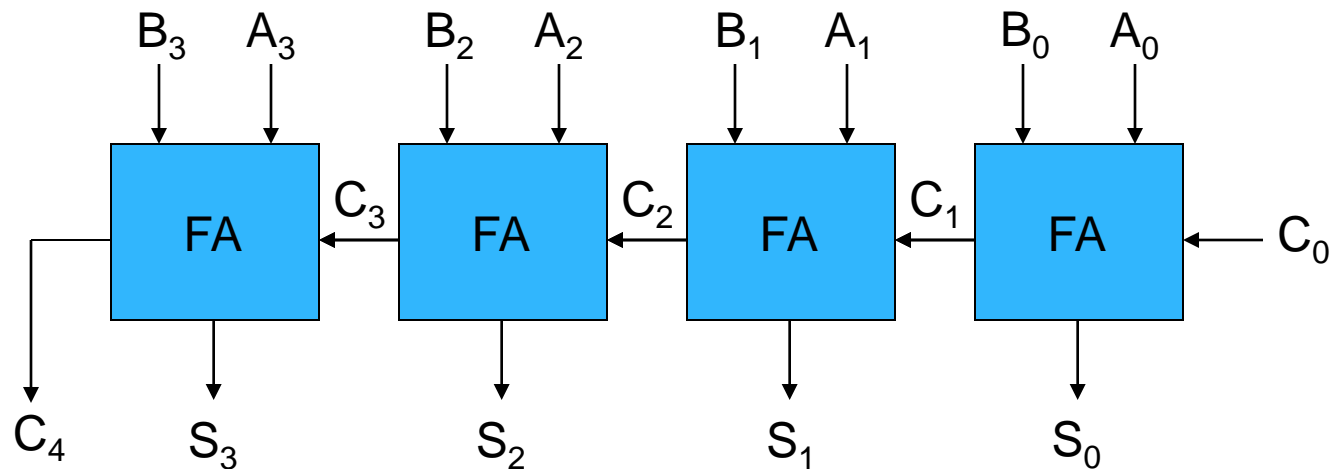 B₃ A₃ B₂ A₂ B₁ A₁ B₀ A₀
FA C₃ FA C₂ FA C₁ FA C₀
C₄ S₃ S₂ S₁ S₀